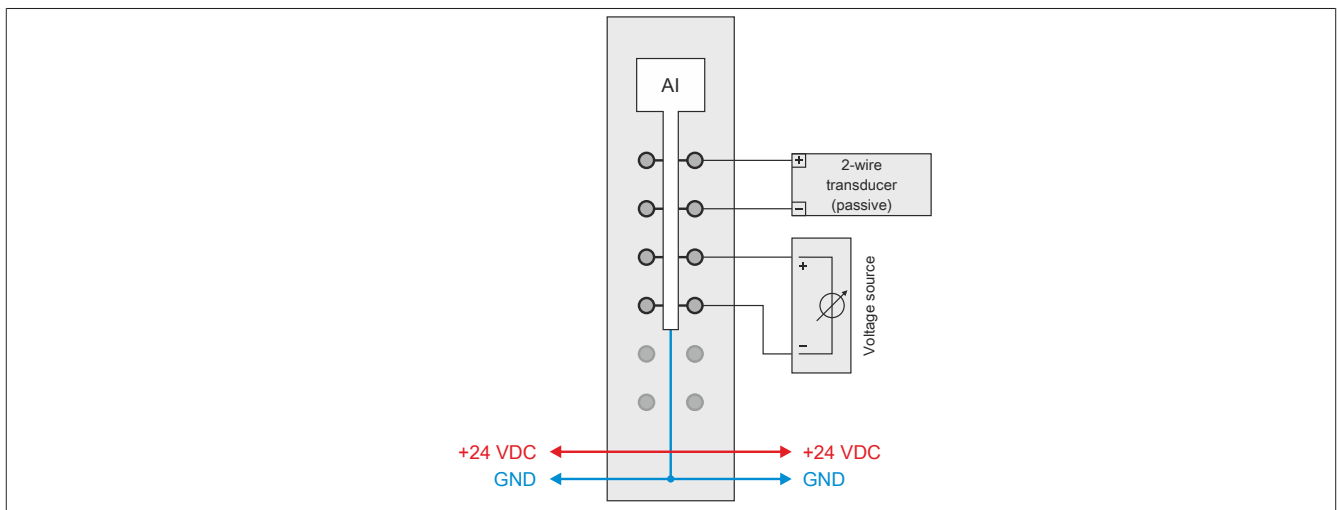 AI
+
2-wire
transducer
(passive)
−
+
−
Voltage source
+24 VDC
+24 VDC
GND
GND